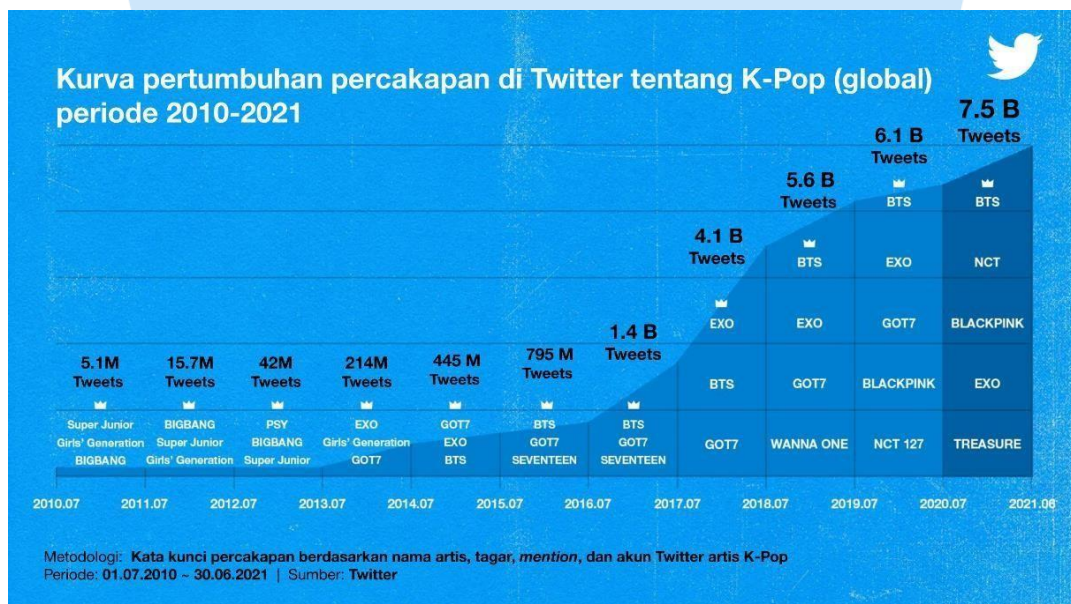 Kurva pertumbuhan percakapan di Twitter tentang K-Pop (global)
periode 2010-2021
5.1M
Tweets
Super Junior
Girls' Generation
BIGBANG
15.7M
Tweets
BIGBANG
Super Junior
Girls' Generation
42M
Tweets
PSY
BIGBANG
Super Junior
214M
Tweets
EXO
Girls' Generation
GOT7
445 M
Tweets
GOT7
EXO
BTS
795 M
Tweets
BTS
GOT7
SEVENTEEN
1.4 B
Tweets
BTS
GOT7
SEVENTEEN
4.1 B
Tweets
EXO
BTS
GOT7
5.6 B
Tweets
BTS
EXO
GOT7
WANNA ONE
6.1 B
Tweets
BTS
EXO
GOT7
BLACKPINK
NCT 127
7.5 B
Tweets
BTS
NCT
BLACKPINK
EXO
TREASURE
2010.07 2011.07 2012.07 2013.07 2014.07 2015.07 2016.07 2017.07 2018.07 2019.07 2020.07 2021.06
Metodologi: Kata kunci percakapan berdasarkan nama artis, tagar, mention, dan akun Twitter artis K-Pop
Periode: 01.07.2010 ~ 30.06.2021 | Sumber: Twitter